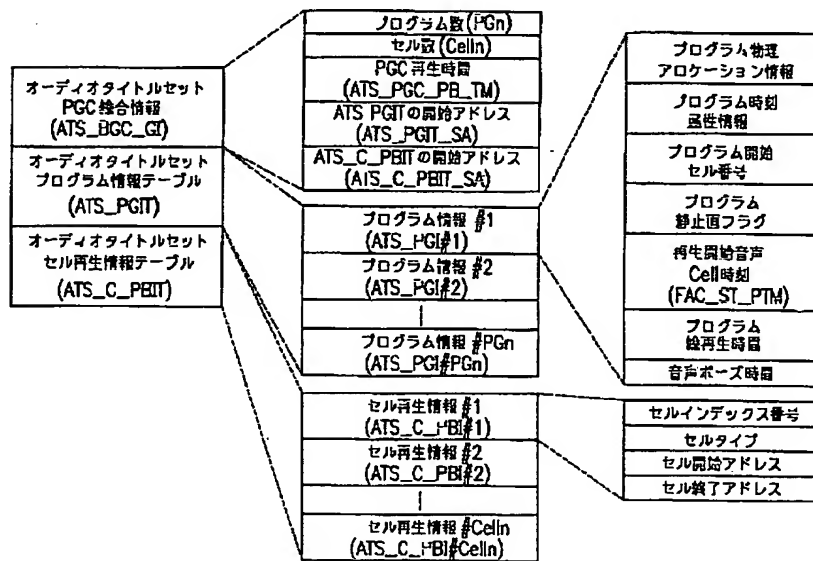 オーディオタイトルセット
PGC 総合情報
(ATS_BGC_GI)
オーディオタイトルセット
プログラム情報テーブル
(ATS_PGIT)
オーディオタイトルセット
セル再生情報テーブル
(ATS_C_PBIT)
プログラム数 (PGn)
セル数 (Celln)
PGC 再生時間
(ATS_PGC_PB_TM)
ATS PGITの開始アドレス
(ATS_PGIT_SA)
ATS_C_PBITの開始アドレス
(ATS_C_PBIT_SA)
プログラム情報 #1
(ATS_PGI#1)
プログラム情報 #2
(ATS_PGI#2)
プログラム情報 #PGn
(ATS_PGI#PGn)
セル再生情報 #1
(ATS_C_PBI#1)
セル再生情報 #2
(ATS_C_PBI#2)
セル再生情報 #Celln
(ATS_C_PBI#Celln)
プログラム物理
アロケーション情報
プログラム時刻
属性情報
プログラム開始
セル番号
プログラム
静止画フラグ
再生開始音声
Cell時刻
(FAC_ST_PTM)
プログラム
絵再生時間
音声ポーズ時間
セルインデックス番号
セルタイプ
セル開始アドレス
セル終了アドレス